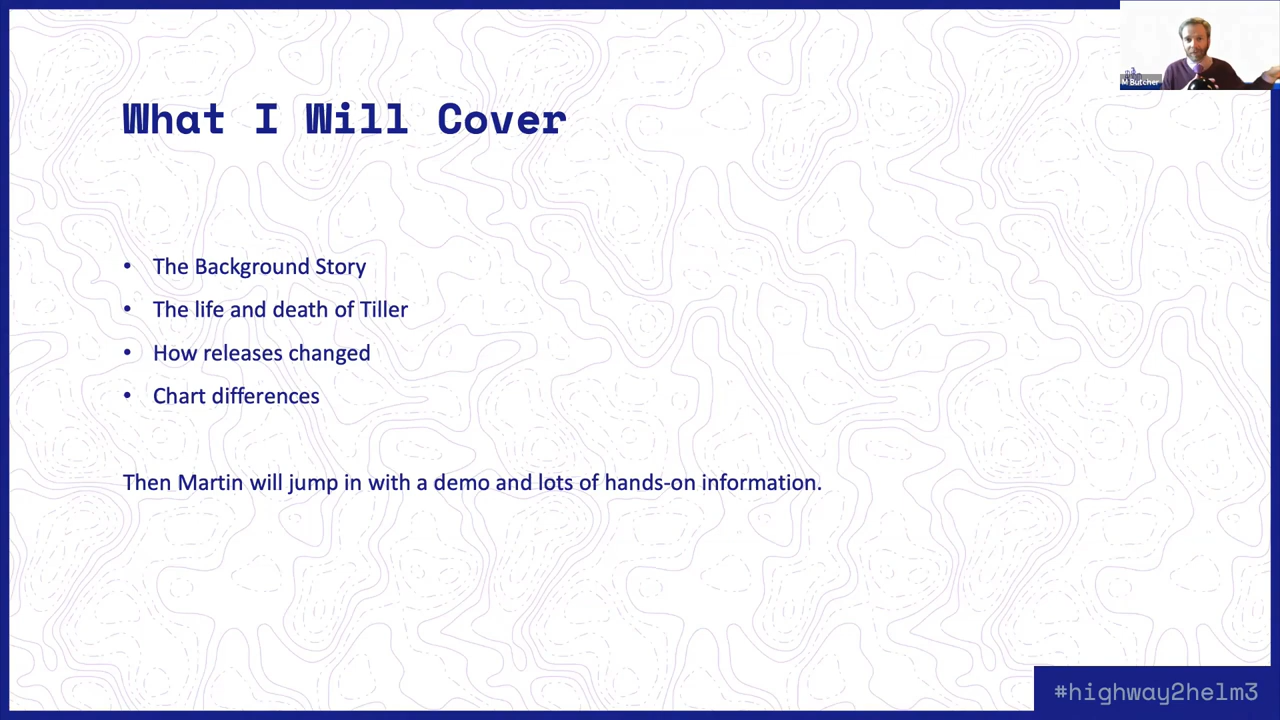 M Butcher
What I Will Cover
• The Background Story
• The life and death of Tiller
• How releases changed
• Chart differences
Then Martin will jump in with a demo and lots of hands-on information.
#highway2helm3